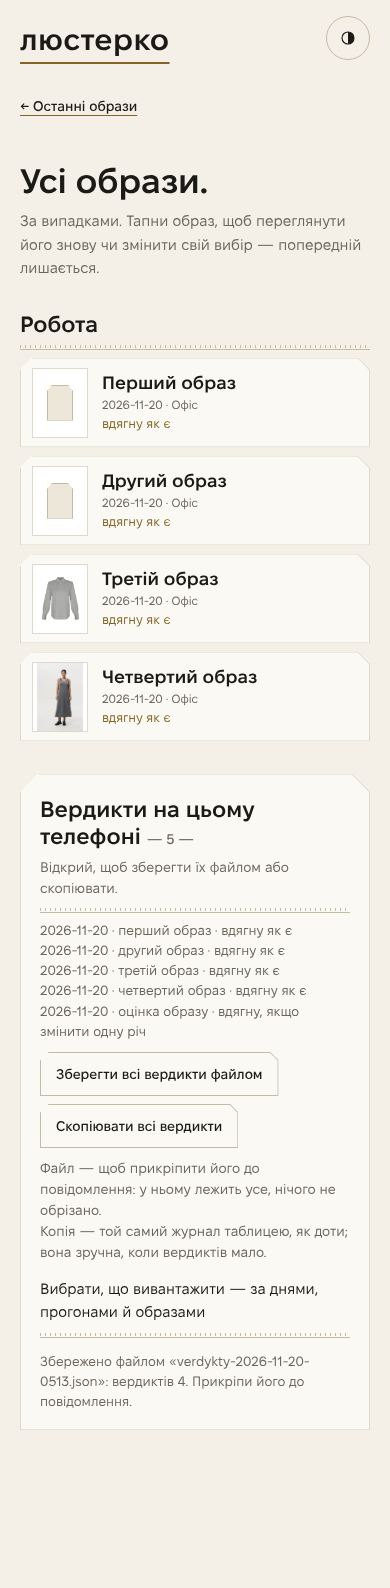 люстерко
← Останні образи
Усі образи.
За випадками. Тапни образ, щоб переглянути
його знову чи змінити свій вибір — попередній
лишається.
Робота
Перший образ
2026-11-20 · Офіс
вдягну як є
Другий образ
2026-11-20 · Офіс
вдягну як є
Третій образ
2026-11-20 · Офіс
вдягну як є
Четвертий образ
2026-11-20 · Офіс
вдягну як є
Вердикти на цьому
телефоні — 5 —
Відкрий, щоб зберегти їх файлом або
скопіювати.
2026-11-20 · перший образ · вдягну як є
2026-11-20 · другий образ · вдягну як є
2026-11-20 · третій образ · вдягну як є
2026-11-20 · четвертий образ · вдягну як є
2026-11-20 · оцінка образу · вдягну, якщо
змінити одну річ
Зберегти всі вердикти файлом
Скопіювати всі вердикти
Файл — щоб прикріпити його до
повідомлення: у ньому лежить усе, нічого не
обрізано.
Копія — той самий журнал таблицею, як доти;
вона зручна, коли вердиктів мало.
Вибрати, що вивантажити — за днями,
прогонами й образами
Збережено файлом «verdykty-2026-11-20-
0513.json»: вердиктів 4. Прикріпи його до
повідомлення.